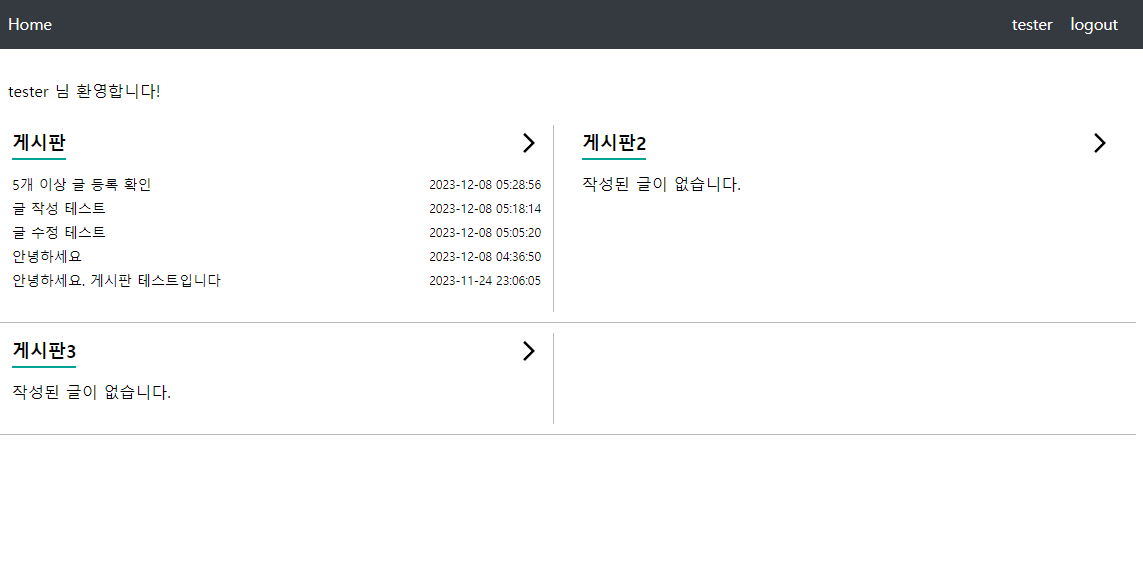 Home tester logout
tester 님 환영합니다!
게시판
5개 이상 글 등록 확인 2023-12-08 05:28:56
글 작성 테스트 2023-12-08 05:18:14
글 수정 테스트 2023-12-08 05:05:20
안녕하세요 2023-12-08 04:36:50
안녕하세요, 게시판 테스트입니다 2023-11-24 23:06:05
게시판2
작성된 글이 없습니다.
게시판3
작성된 글이 없습니다.